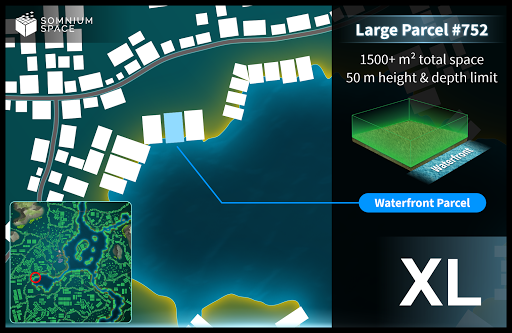 SOMNIUM
SPACE
Large Parcel #752
1500+ m² total space
50 m height & depth limit
Waterfront
Waterfront Parcel
XL